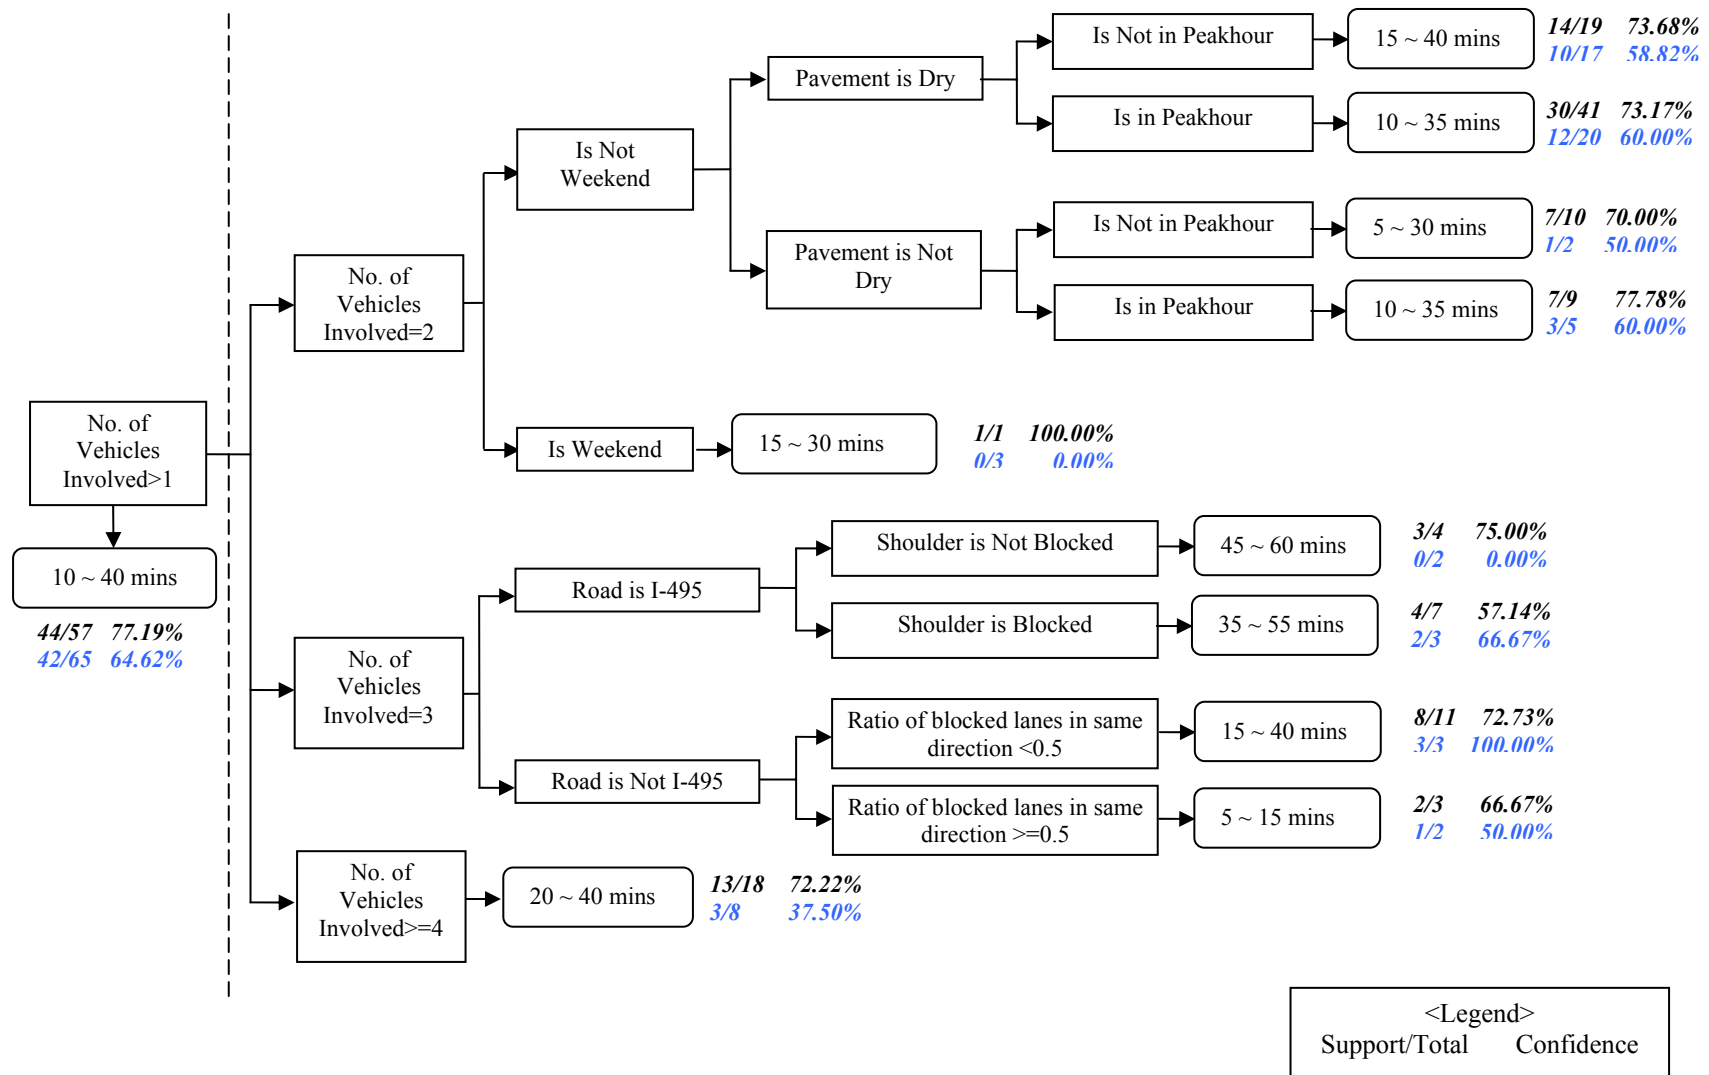 No. of
Vehicles
Involved>1
10 ~ 40 mins
44/57 77.19%
42/65 64.62%
No. of
Vehicles
Involved=2
Is Not
Weekend
Pavement is Dry
Is Not in Peakhour
15 ~ 40 mins
14/19 73.68%
10/17 58.82%
Is in Peakhour
10 ~ 35 mins
30/41 73.17%
12/20 60.00%
Pavement is Not
Dry
Is Not in Peakhour
5 ~ 30 mins
7/10 70.00%
1/2 50.00%
Is in Peakhour
10 ~ 35 mins
7/9 77.78%
3/5 60.00%
Is Weekend
15 ~ 30 mins
1/1 100.00%
0/3 0.00%
No. of
Vehicles
Involved=3
Road is I-495
Shoulder is Not Blocked
45 ~ 60 mins
3/4 75.00%
0/2 0.00%
Shoulder is Blocked
35 ~ 55 mins
4/7 57.14%
2/3 66.67%
Road is Not I-495
Ratio of blocked lanes in same
direction <0.5
15 ~ 40 mins
8/11 72.73%
3/3 100.00%
Ratio of blocked lanes in same
direction >=0.5
5 ~ 15 mins
2/3 66.67%
1/2 50.00%
No. of
Vehicles
Involved>=4
20 ~ 40 mins
13/18 72.22%
3/8 37.50%
<Legend>
Support/Total Confidence